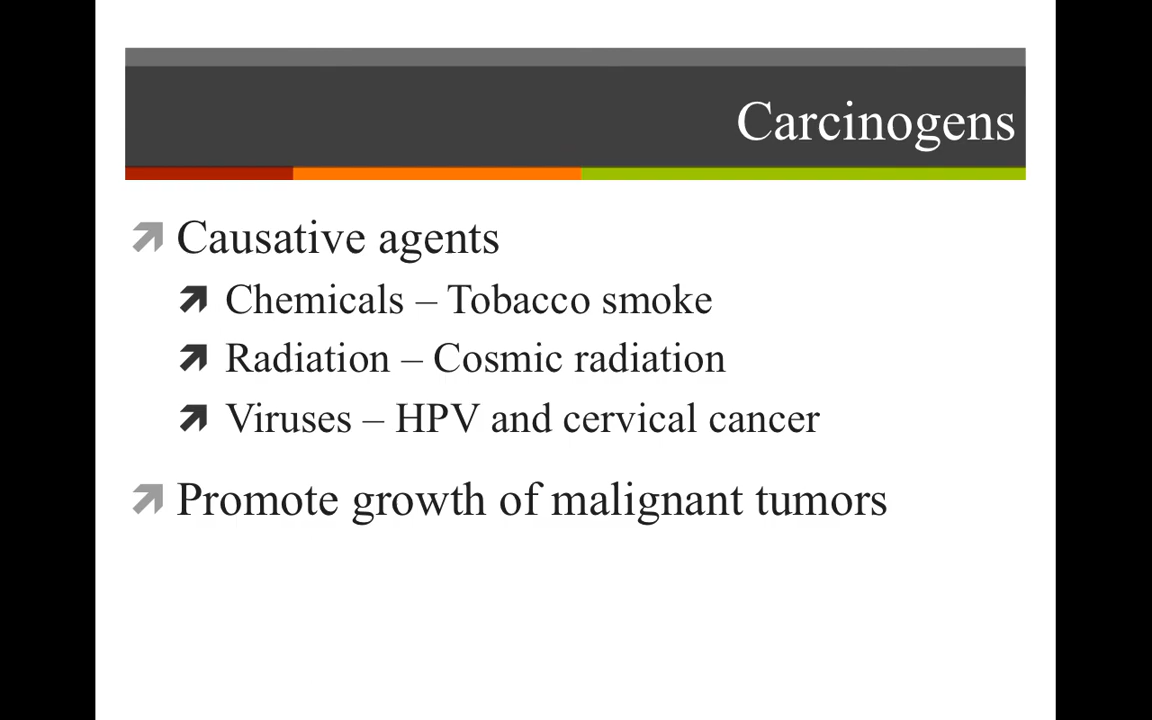 Carcinogens
Causative agents
Chemicals – Tobacco smoke
Radiation – Cosmic radiation
Viruses – HPV and cervical cancer
Promote growth of malignant tumors